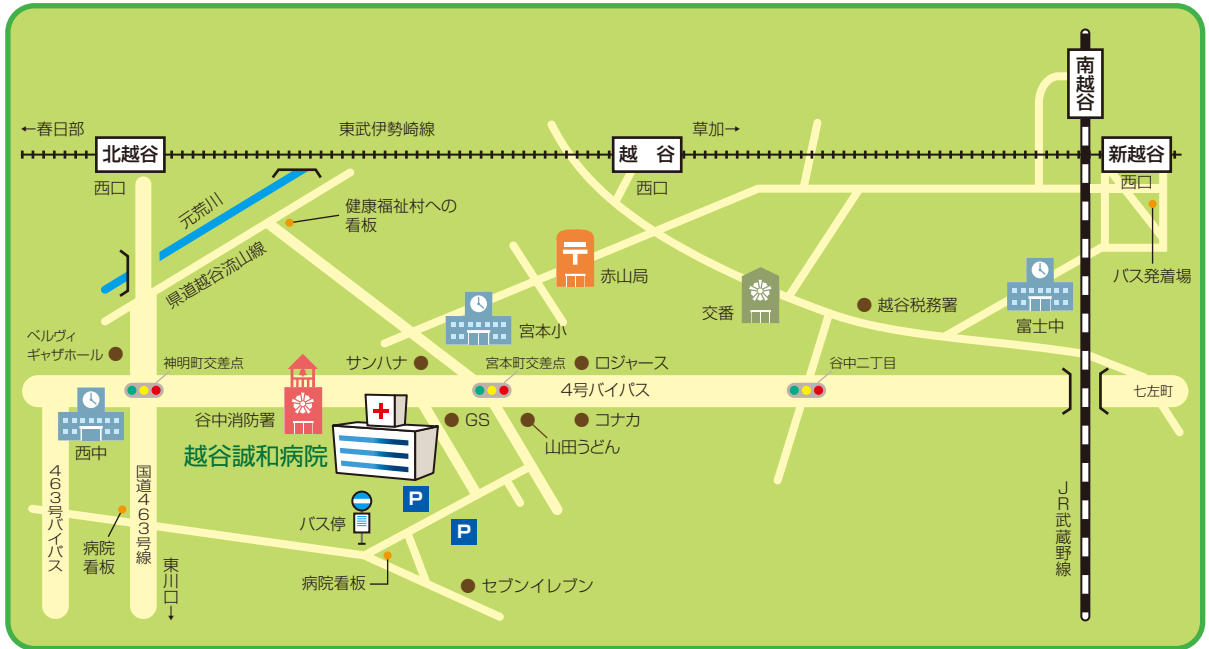 南越谷
←春日部
東武伊勢崎線
草加→
北越谷
越　谷
新越谷
西口
西口
西口
元荒川
健康福祉村への
看板
県道越谷流山線
赤山局
バス発着場
交番
越谷税務署
宮本小
富士中
ベルヴィ
ギャザホール
神明町交差点
サンハナ
宮本町交差点
ロジャース
谷中二丁目
4号バイパス
七左町
谷中消防署
GS
コナカ
山田うどん
西中
越谷誠和病院
463号バイパス
国道463号線
P
P
バス停
JR武蔵野線
病院
看板
東川口↓
病院看板
セブンイレブン